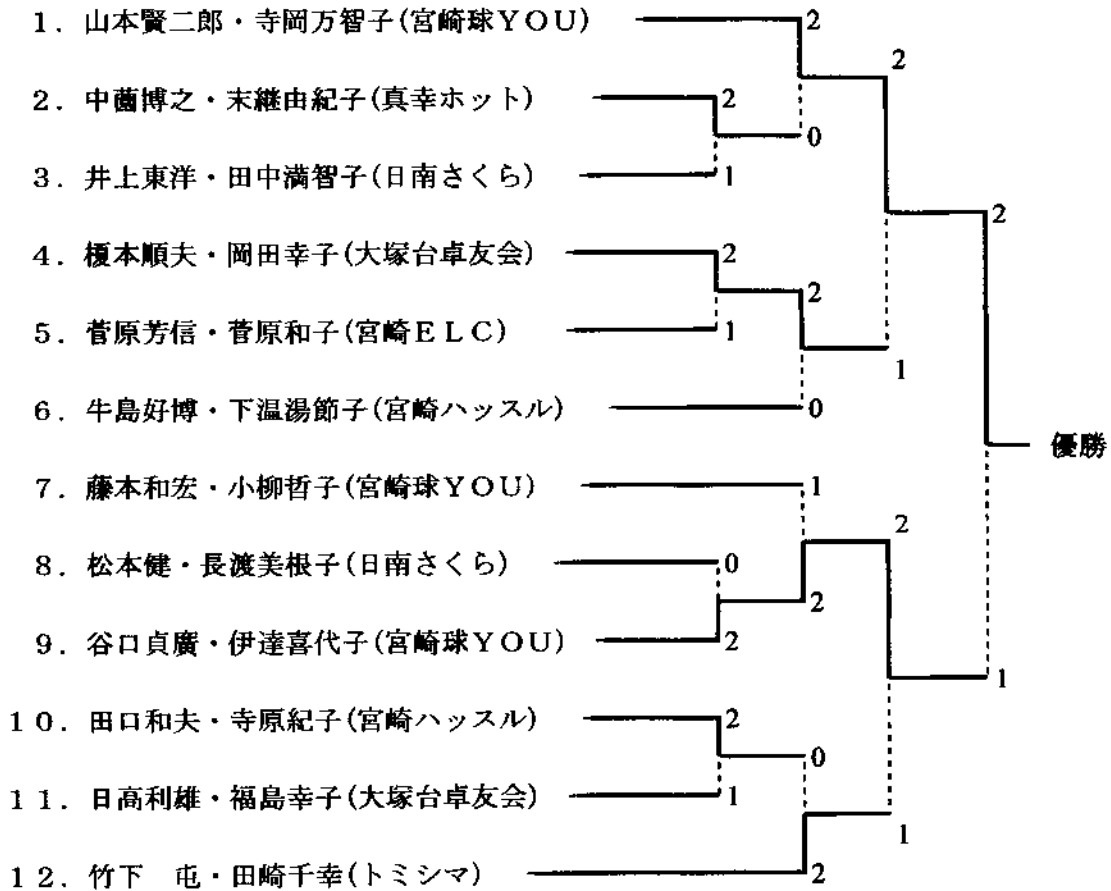 1．山本賢二郎・寺岡万智子(宮崎球ＹＯＵ) 2
2
2．中薗博之・末継由紀子(真幸ホット) 2
0
3．井上東洋・田中満智子(日南さくら) 1
2
4．榎本順夫・岡田幸子(大塚台卓友会) 2
2
5．菅原芳信・菅原和子(宮崎ＥＬＣ) 1
1
6．牛島好博・下温湯節子(宮崎ハッスル) 0
優勝
7．藤本和宏・小柳哲子(宮崎球ＹＯＵ) 1
2
8．松本健・長渡美根子(日南さくら) 0
2
9．谷口貞廣・伊達喜代子(宮崎球ＹＯＵ) 2
1
10．田口和夫・寺原紀子(宮崎ハッスル) 2
0
11．日高利雄・福島幸子(大塚台卓友会) 1
1
12．竹下　屯・田崎千幸(トミシマ) 2